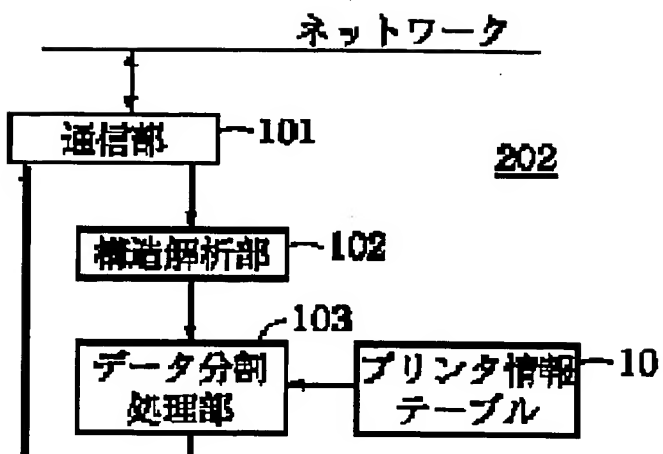 ネットワーク
通信部 101
202
構造解析部 102
103
データ分割
処理部
プリンタ情報
テーブル
10